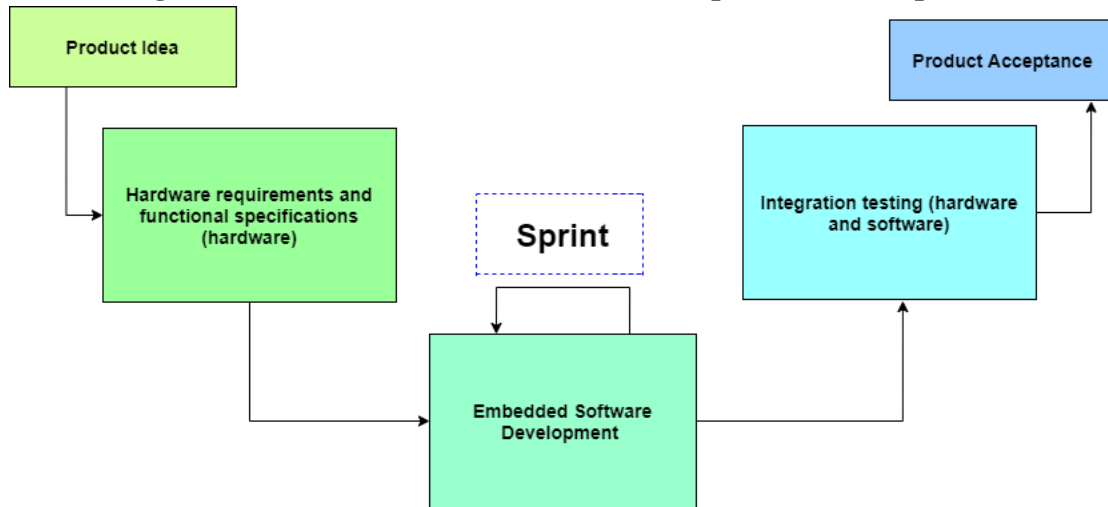 Product Idea
Product Acceptance
Hardware requirements and
functional specifications
(hardware)
Integration testing (hardware
and software)
Sprint
Embedded Software
Development